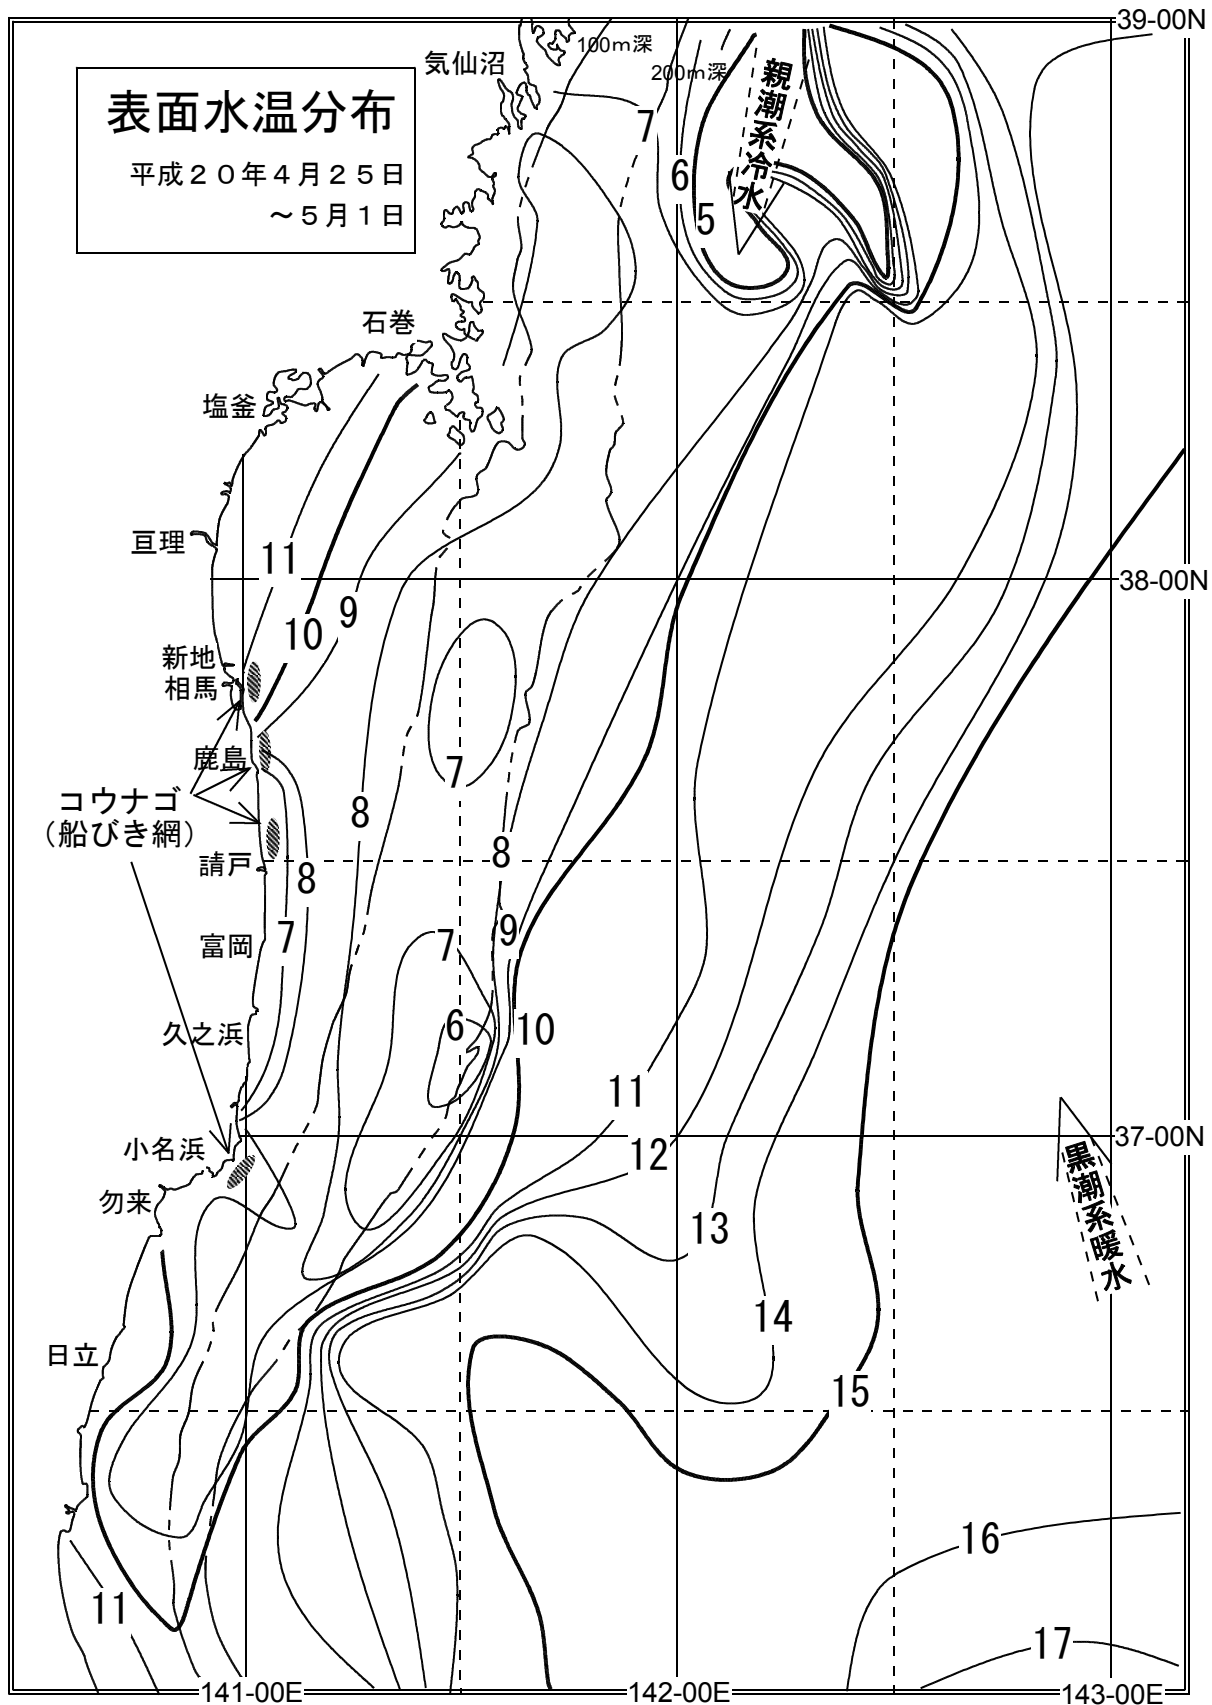 39-00N
100m深
気仙沼
200m深
親潮系冷水
表面水温分布
平成20年4月25日
～5月1日
7
6
5
石巻
塩釜
亘理
11
38-00N
9
10
新地
相馬
鹿島
7
コウナゴ
(船びき網)
8
8
請戸
8
7
9
富岡
7
6
10
久之浜
11
37-00N
小名浜
12
黒潮系暖水
勿来
13
14
日立
15
16
11
17
141-00E
142-00E
143-00E